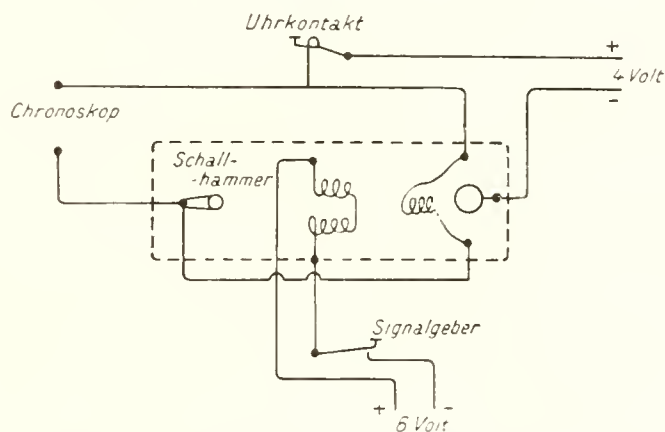 Uhrkontakt
+
4 Volt
-
Chronoskop
Schall-
-hammer
Signalgeber
+ 6 Volt -